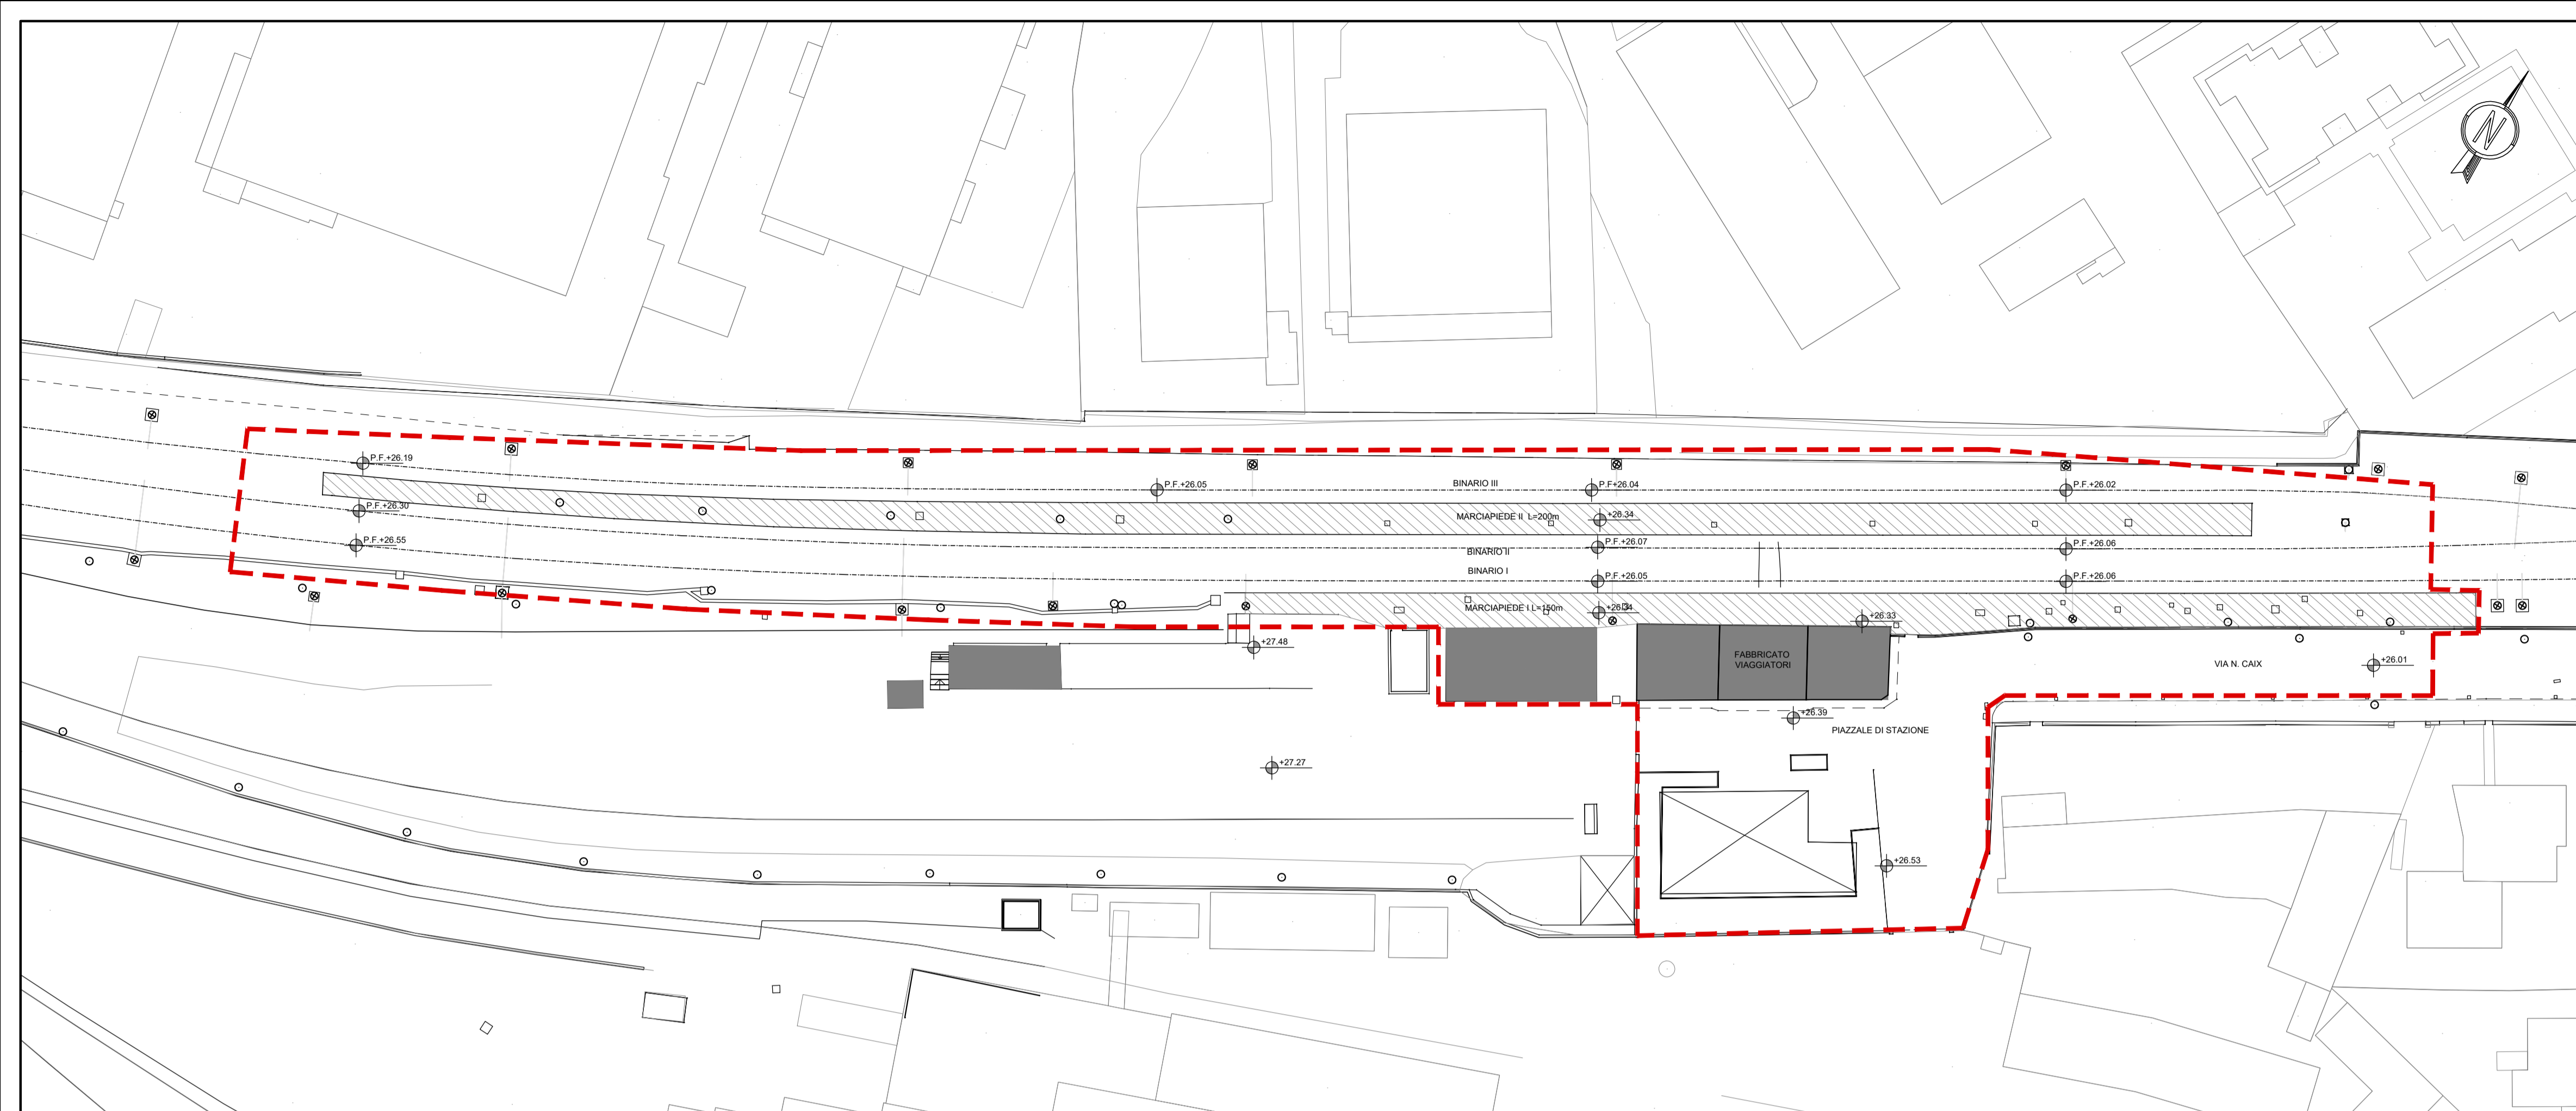 N
P.F.+26.19
BINARIO III
P.F.+26.05
P.F+26.04
P.F.+26.02
P.F.+26.30
MARCIAPIEDE II L=200m
+26.34
P.F.+26.55
P.F.+26.07
P.F.+26.06
BINARIO II
BINARIO I
P.F.+26.05
P.F.+26.06
MARCIAPIEDE I L=150m
+26.34
+26.33
+27.48
FABBRICATO
VIAGGIATORI
VIA N. CAIX
+26.01
+26.39
PIAZZALE DI STAZIONE
+27.27
+26.53